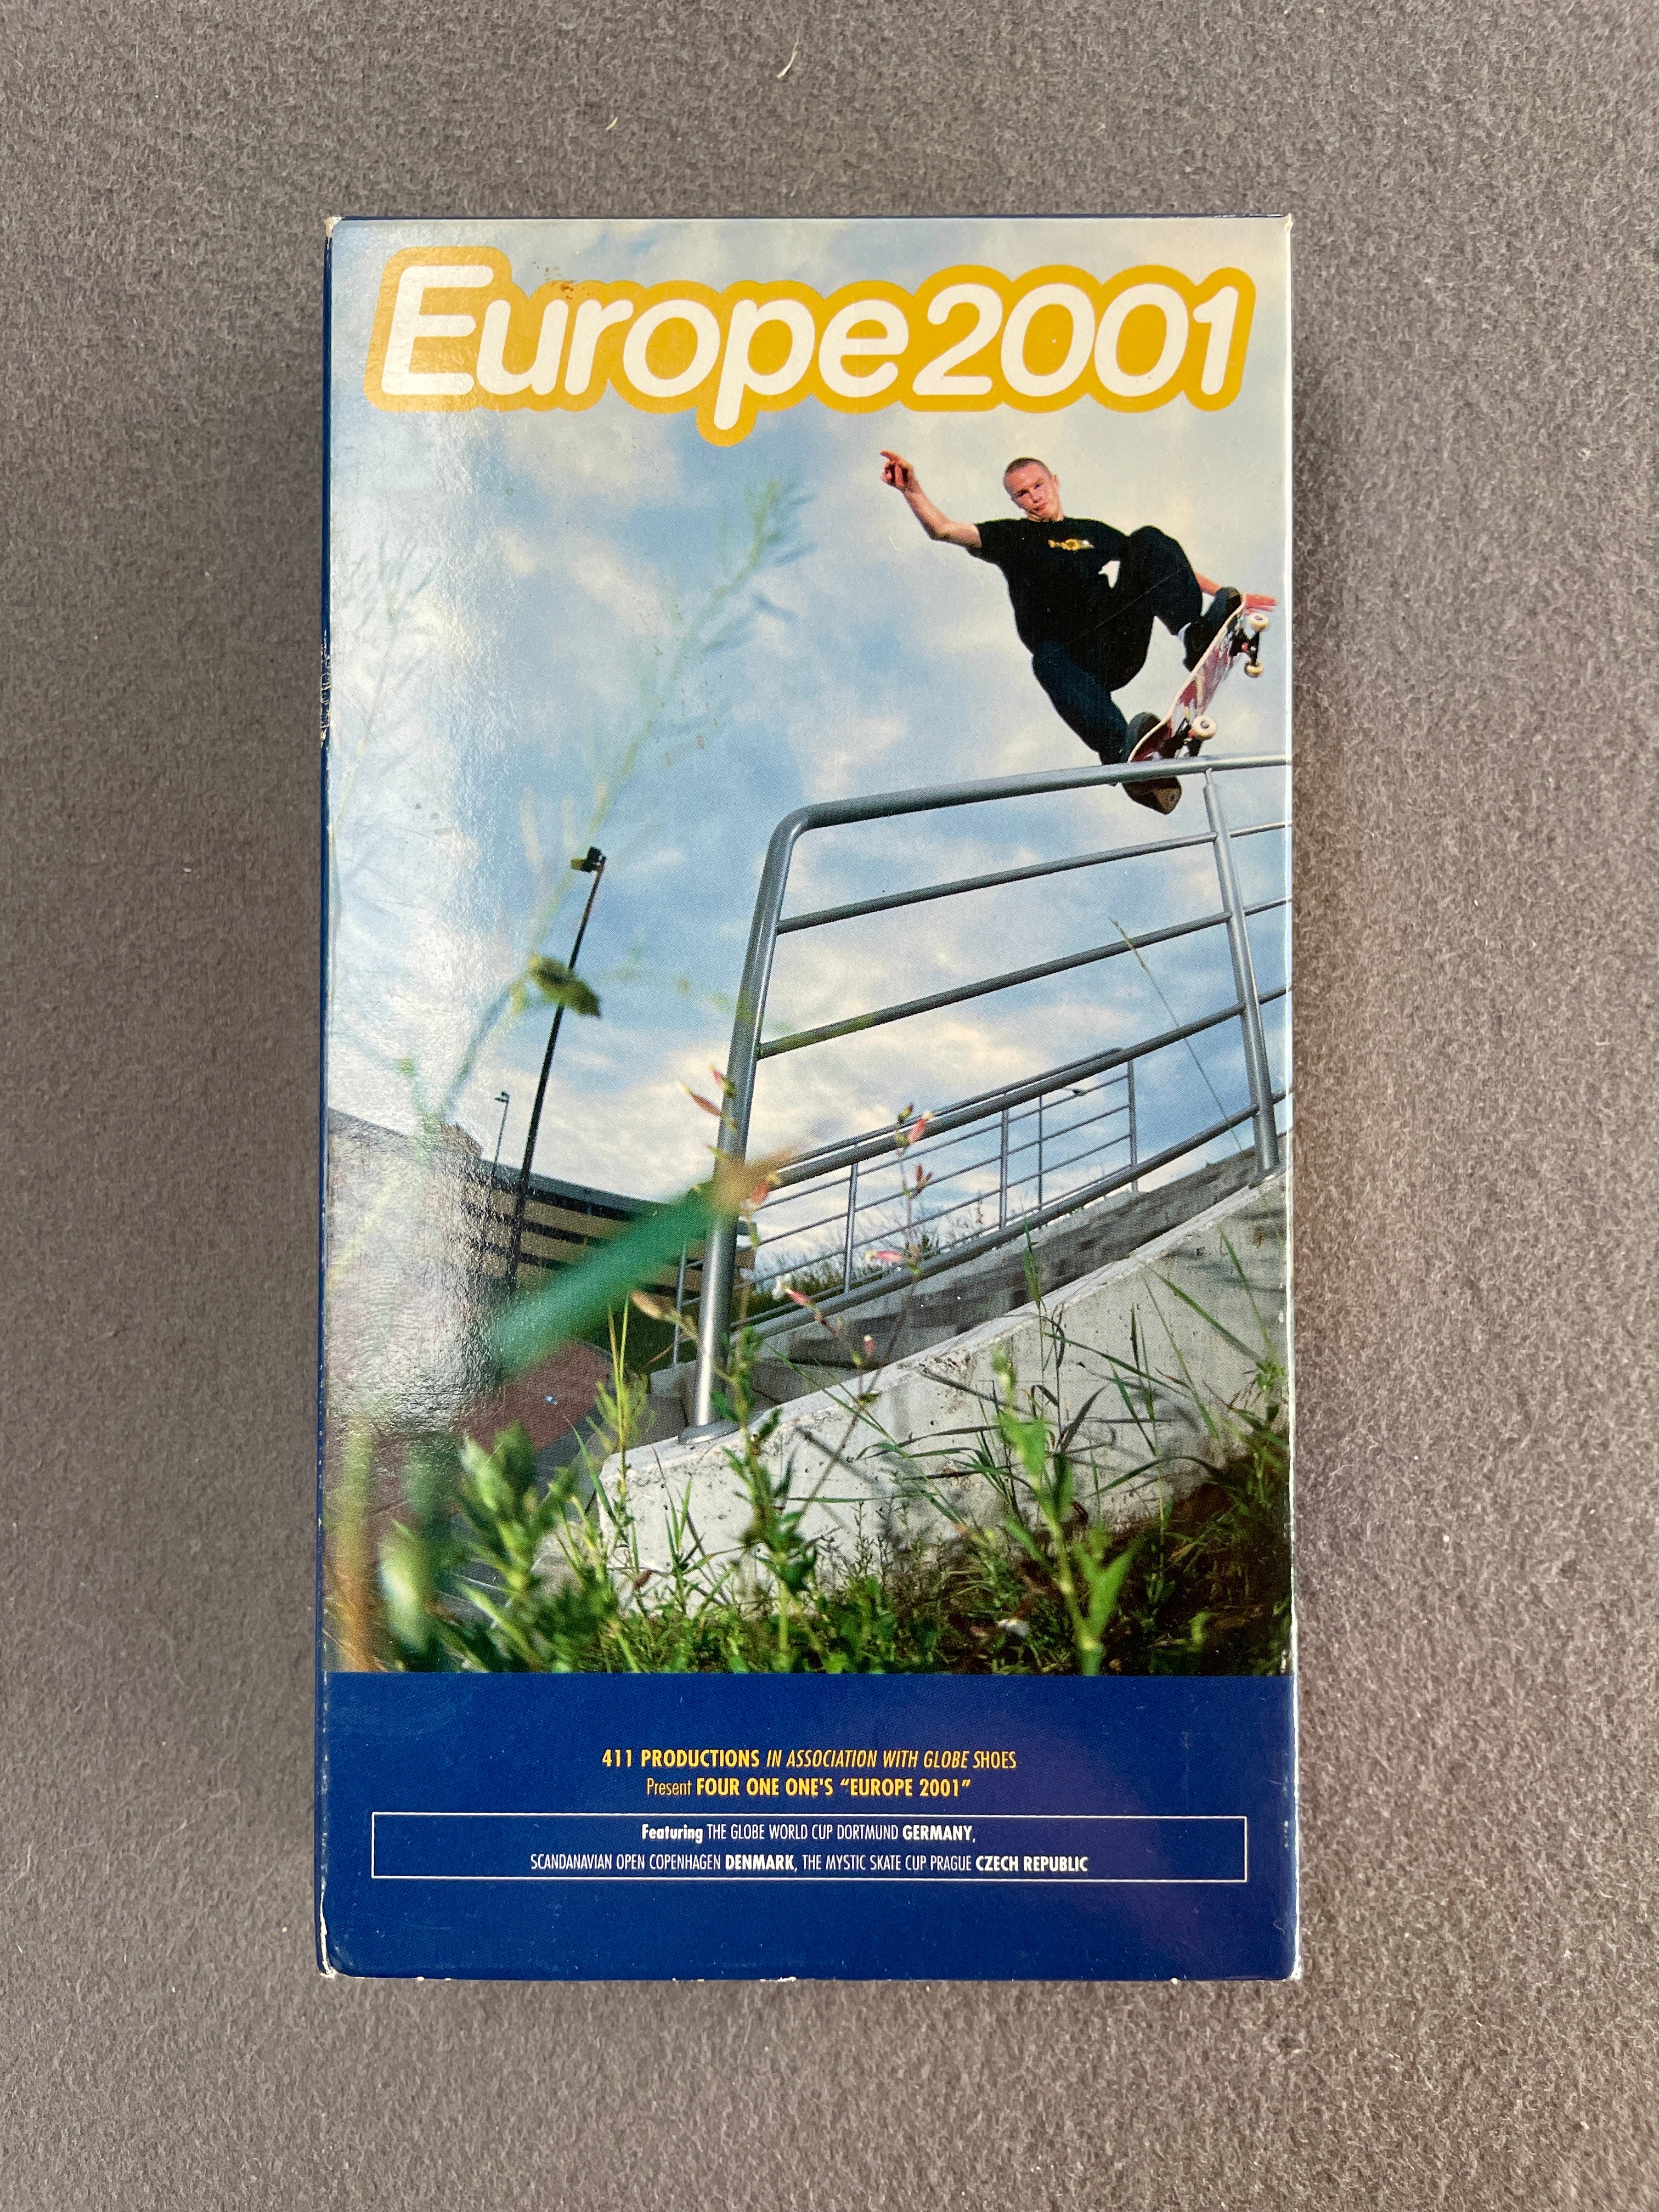 Europe2001
411 PRODUCTIONS IN ASSOCIATION WITH GLOBE SHOES
Present FOUR ONE ONE'S “EUROPE 2001”
Featuring THE GLOBE WORLD CUP DORTMUND GERMANY,
SCANDANAVIAN OPEN COPENHAGEN DENMARK, THE MYSTIC SKATE CUP PRAGUE CZECH REPUBLIC